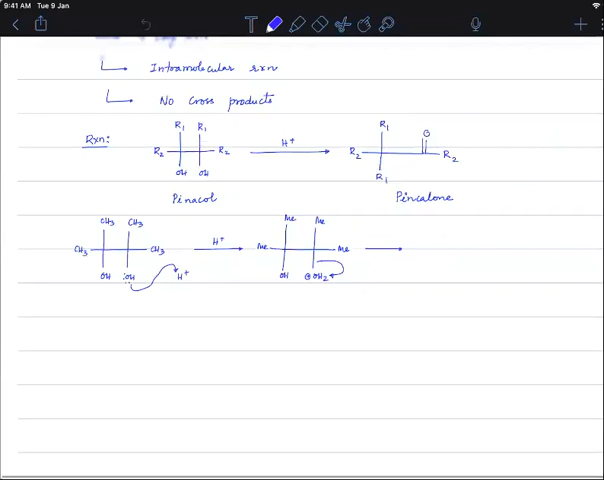 9:41 AM Tue 9 Jan
T
Intramolecular rxn
No cross products
Rxn:
R1 R1
R2 R2
OH OH
H+
R1 O
R2 R2
R1
Pinacol
Pincalone
CH3 CH3
CH3 CH3
OH :OH
H+
H+
Me Me
Me Me
OH ⊕OH2